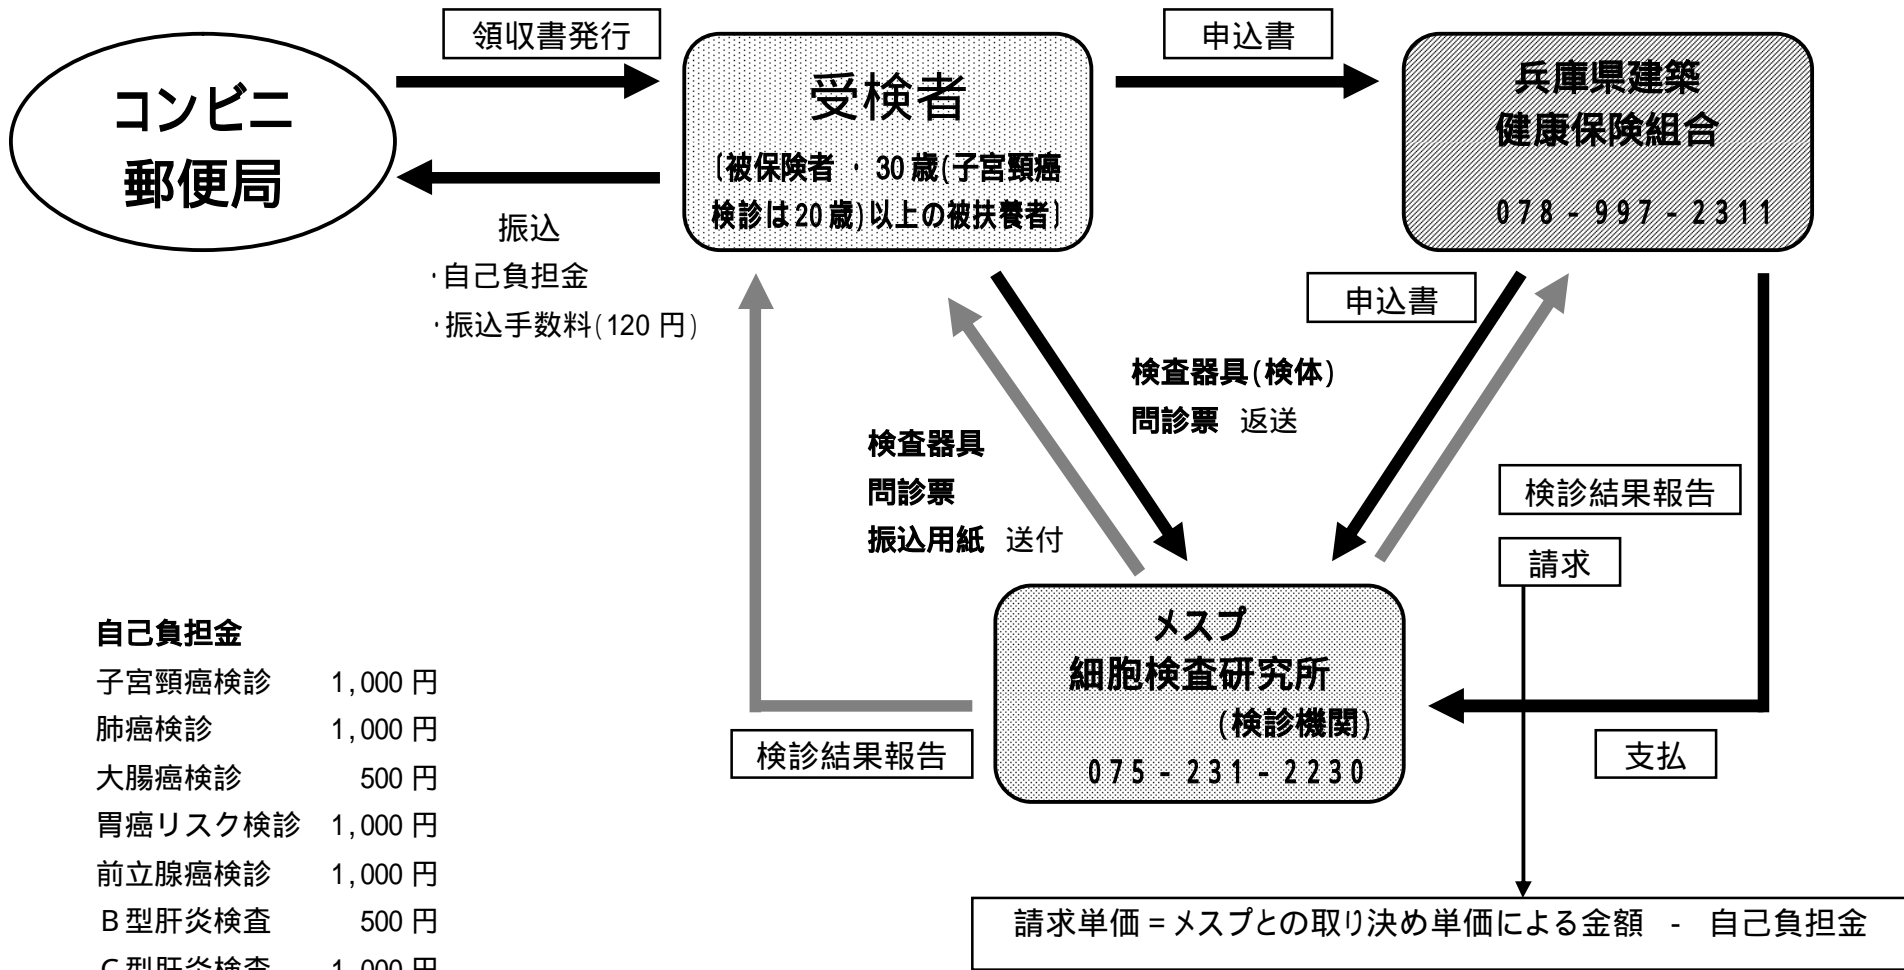 領収書発行
申込書
コンビニ
郵便局
受検者
〔被保険者 ・ 30歳(子宮頸癌
検診は20歳)以上の被扶養者〕
兵庫県建築
健康保険組合
078-997-2311
振込
・自己負担金
・振込手数料(120円)
申込書
検査器具(検体)
問診票 返送
検査器具
問診票
振込用紙 送付
検診結果報告
請求
メスプ
細胞検査研究所
(検診機関)
075-231-2230
検診結果報告
支払
自己負担金
子宮頸癌検診 1,000円
肺癌検診 1,000円
大腸癌検診 500円
胃癌リスク検診 1,000円
前立腺癌検診 1,000円
B型肝炎検査 500円
C型肝炎検査 1,000円
請求単価=メスプとの取り決め単価による金額 - 自己負担金